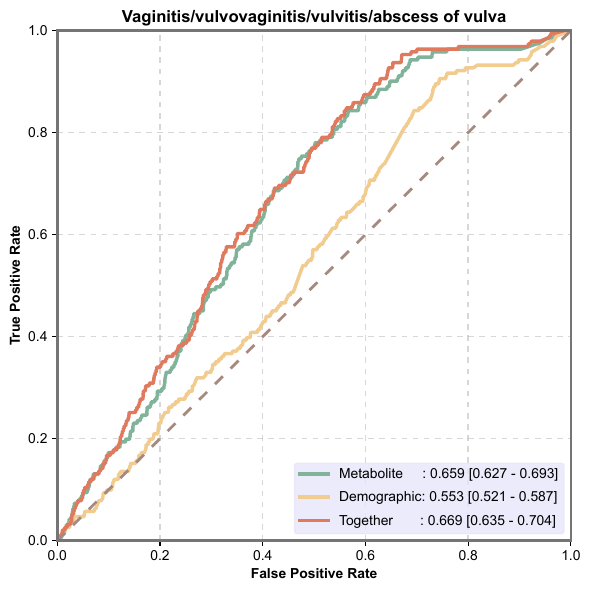 Vaginitis/vulvovaginitis/vulvitis/abscess of vulva
1.0
0.8
0.6
0.4
0.2
0.0
True Positive Rate
Metabolite : 0.659 [0.627 - 0.693]
Demographic: 0.553 [0.521 - 0.587]
Together : 0.669 [0.635 - 0.704]
0.0 0.2 0.4 0.6 0.8 1.0
False Positive Rate